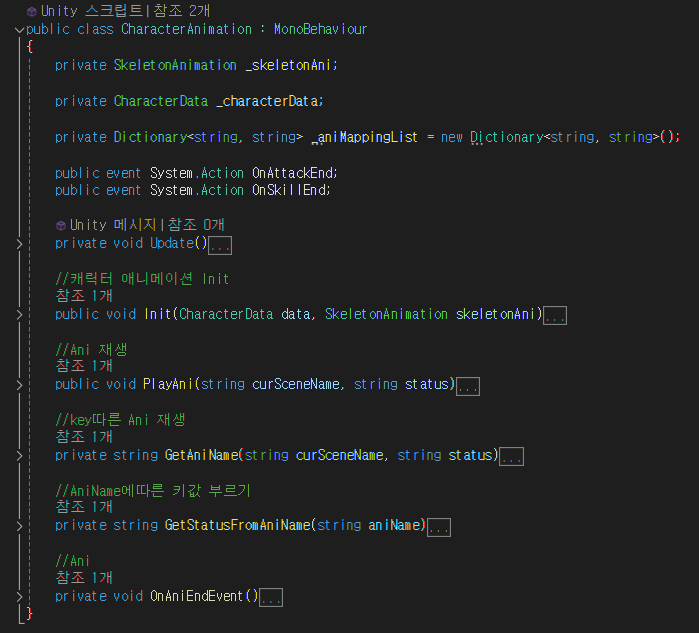 Unity 스크립트|참조 2개
public class CharacterAnimation : MonoBehaviour
{
private SkeletonAnimation _skeletonAni;
private CharacterData _characterData;
private Dictionary<string, string> _aniMappingList = new Dictionary<string, string>();
public event System.Action OnAttackEnd;
public event System.Action OnSkillEnd;
Unity 메시지|참조 0개
private void Update()...
//캐릭터 애니메이션 Init
참조 1개
public void Init(CharacterData data, SkeletonAnimation skeletonAni)...
//Ani 재생
참조 1개
public void PlayAni(string curSceneName, string status)...
//key따른 Ani 재생
참조 1개
private string GetAniName(string curSceneName, string status)...
//AniName에따른 키값 부르기
참조 1개
private string GetStatusFromAniName(string aniName)...
//Ani
참조 1개
private void OnAniEndEvent()...
}